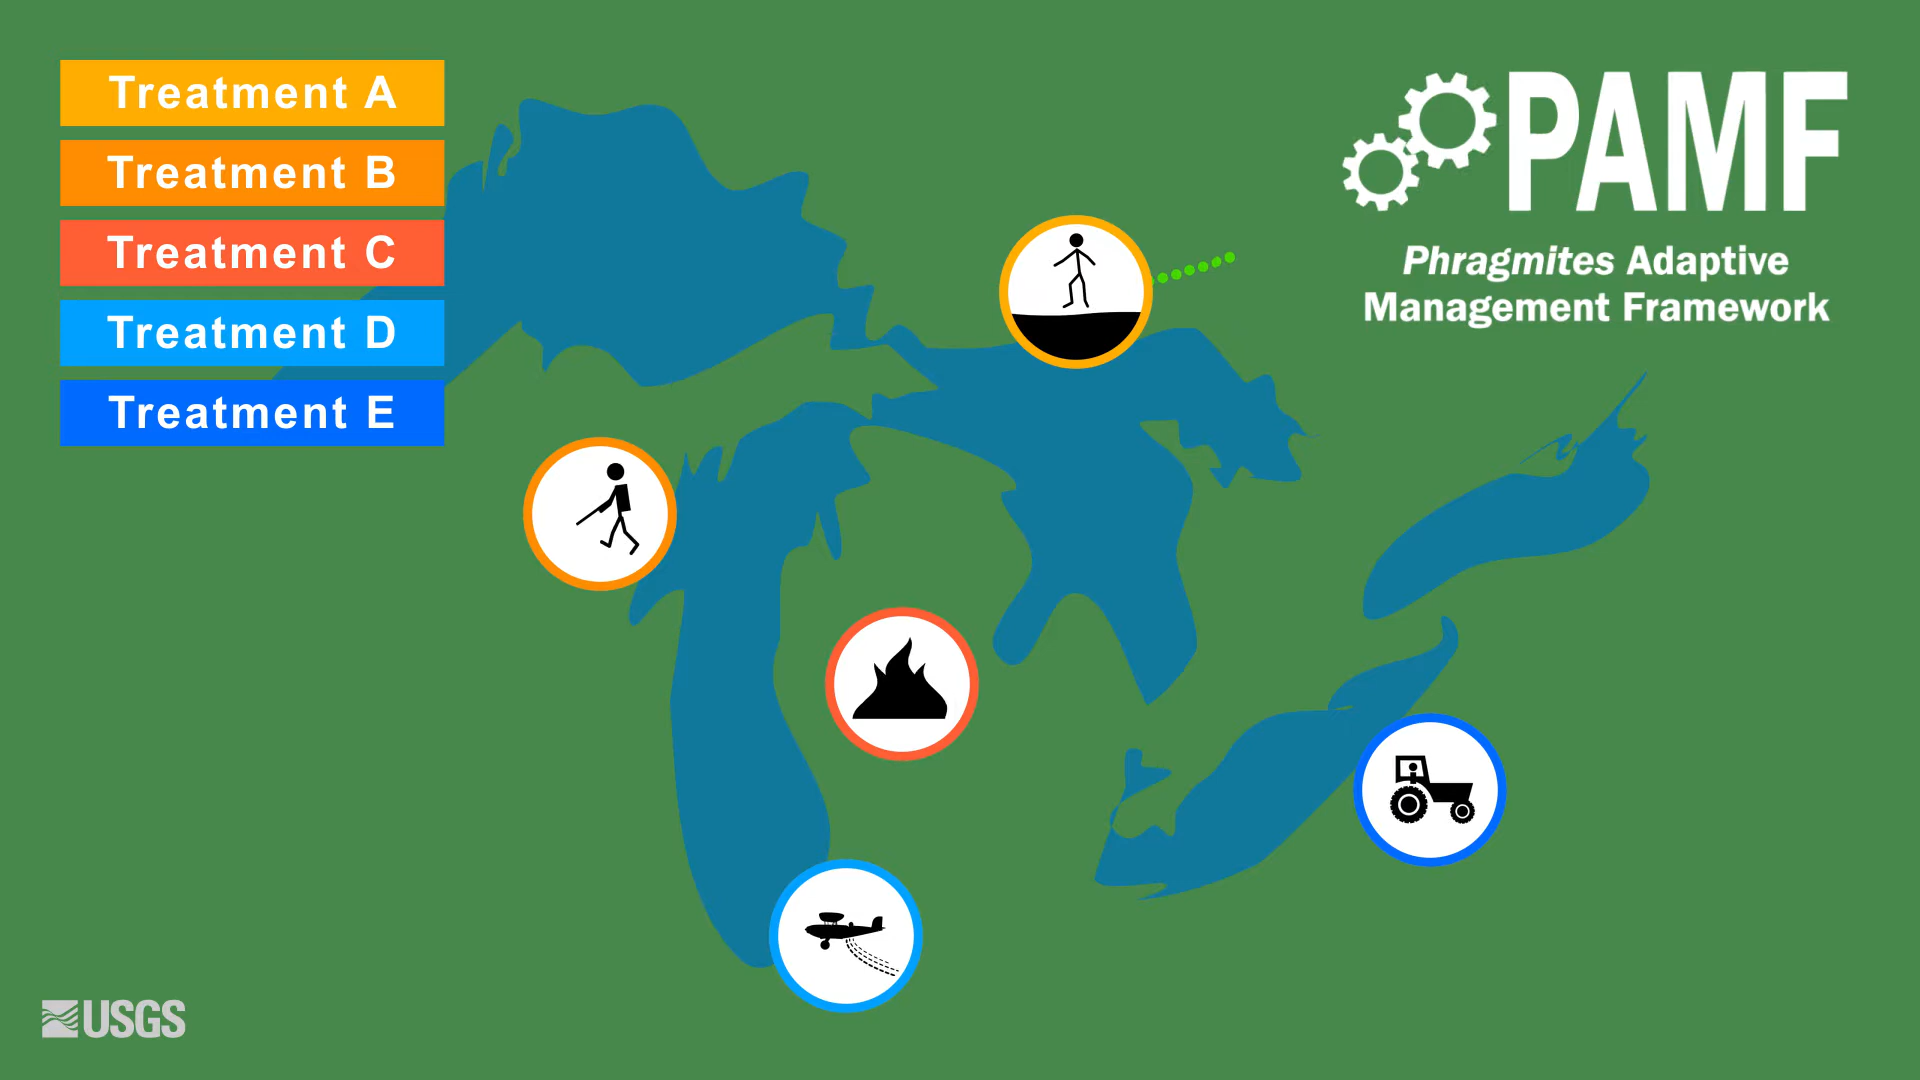 Treatment A
Treatment B
Treatment C
Treatment D
Treatment E
PAMF
Phragmites Adaptive
Management Framework
USGS